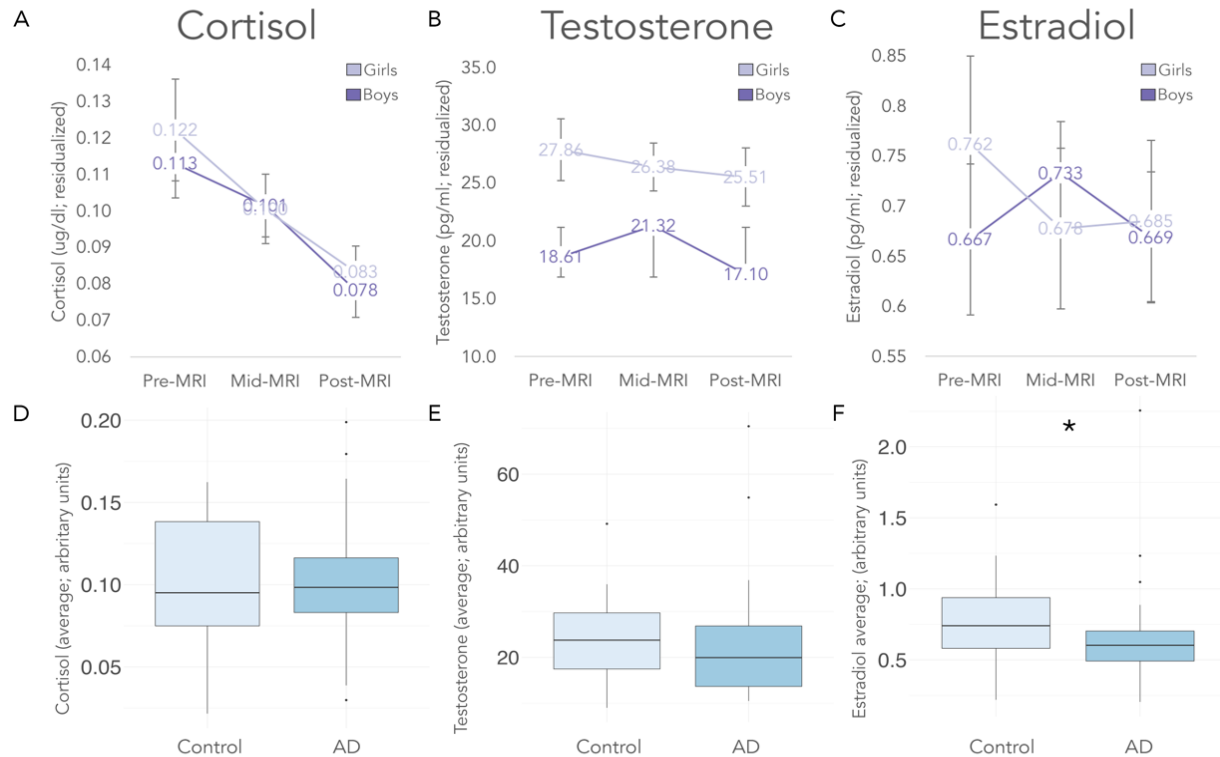 A
Cortisol
Cortisol (ug/dl; residualized)
0.14
0.13
0.12
0.11
0.10
0.09
0.08
0.07
0.06
Girls
Boys
0.122
0.113
0.101
0.100
0.083
0.078
Pre-MRI Mid-MRI Post-MRI
B
Testosterone
Testosterone (pg/ml; residualized)
35.0
30.0
25.0
20.0
15.0
10.0
Girls
Boys
27.86
26.38
25.51
18.61
21.32
17.10
Pre-MRI Mid-MRI Post-MRI
C
Estradiol
Estradiol (pg/ml; residualized)
0.85
0.8
0.75
0.7
0.65
0.6
0.55
Girls
Boys
0.762
0.733
0.678
0.685
0.667
0.669
Pre-MRI Mid-MRI Post-MRI
D
Cortisol (average; arbritary units)
0.20
0.15
0.10
0.05
Control AD
E
Testosterone (average; arbitrary units)
60
40
20
Control AD
F
Estradiol average; (arbitrary units)
2.0
1.5
1.0
0.5
*
Control AD